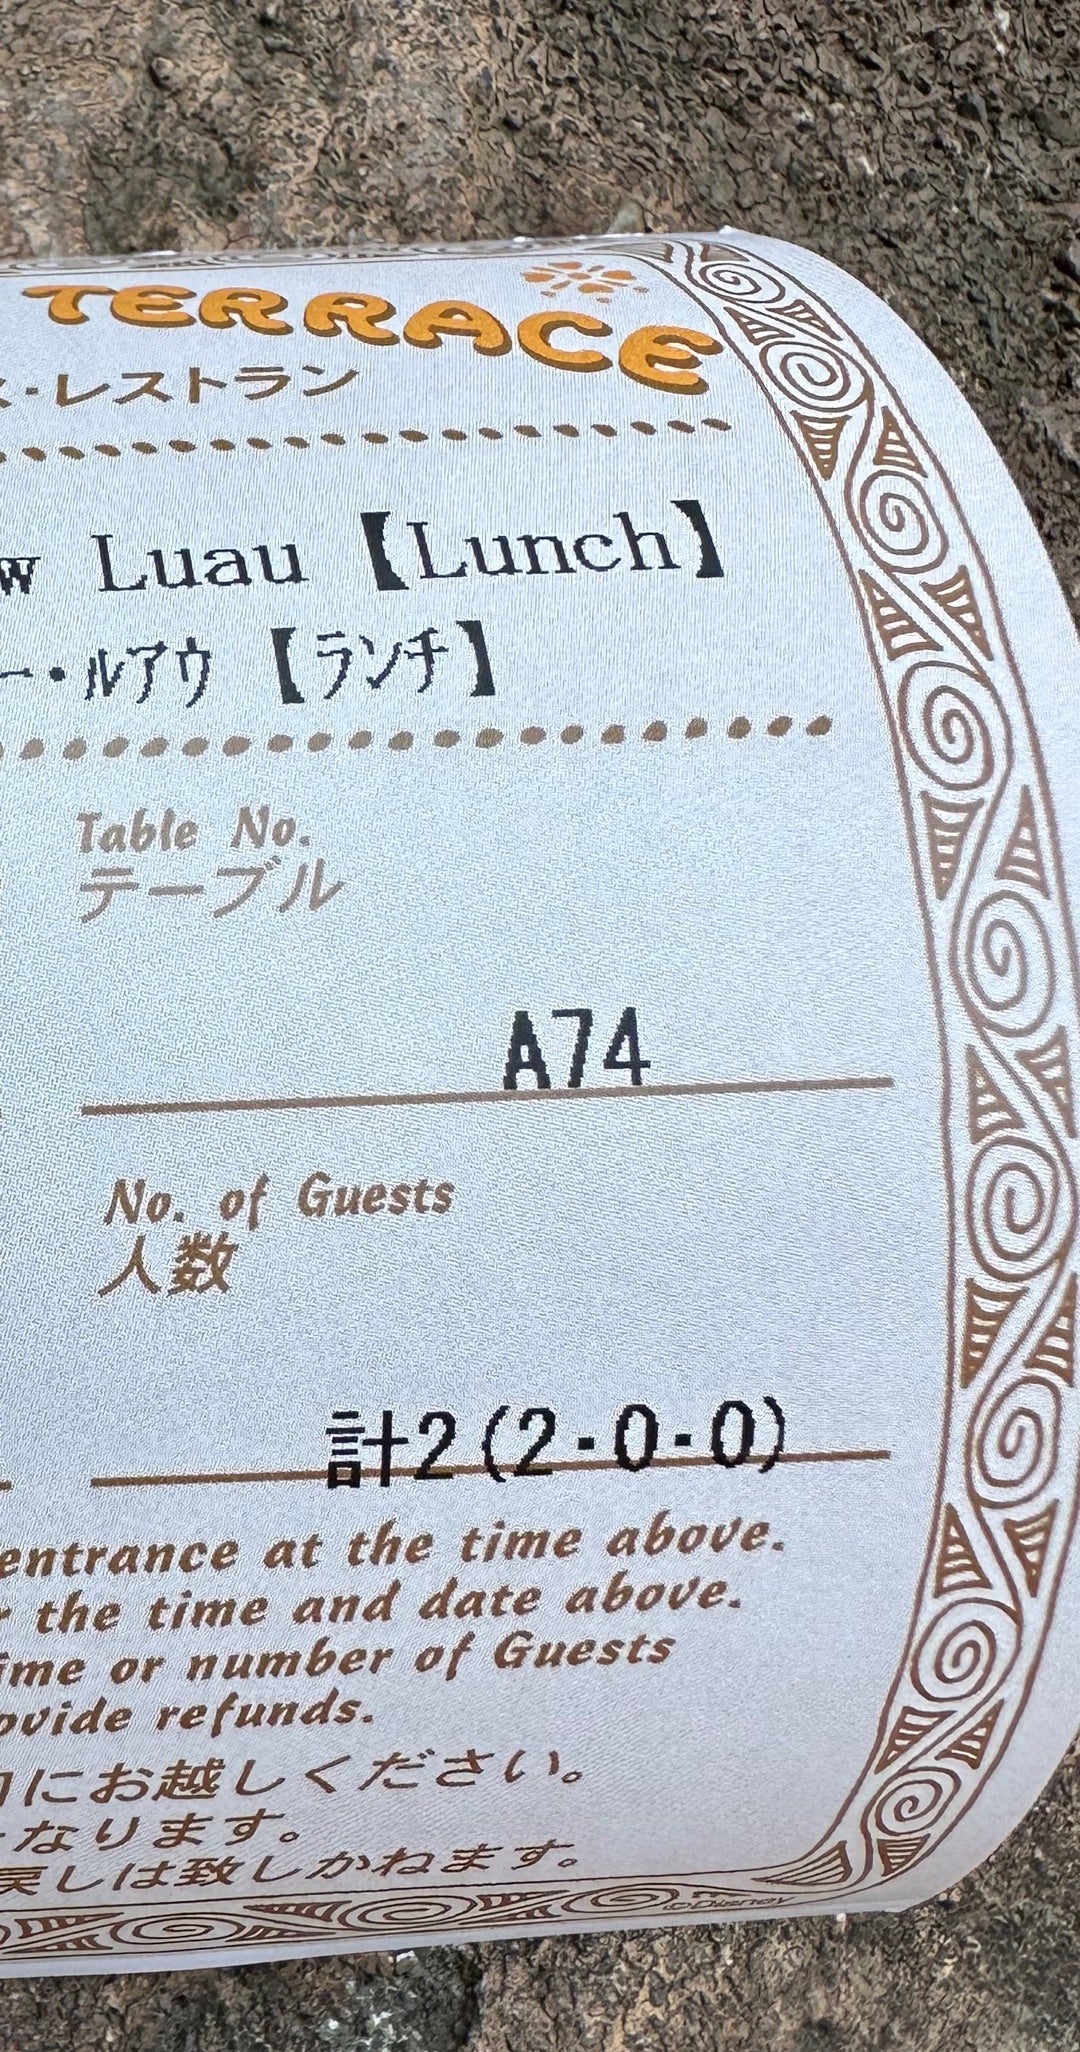 TERRACE
・レストラン
Luau 【Lunch】
ー・ルアウ 【ランチ】
Table No.
テーブル
A74
No. of Guests
人数
計2(2・0・0)
entrance at the time above.
the time and date above.
or number of Guests
refunds.
にお越しください。
なります。
戻しは致しかねます。
©Disney